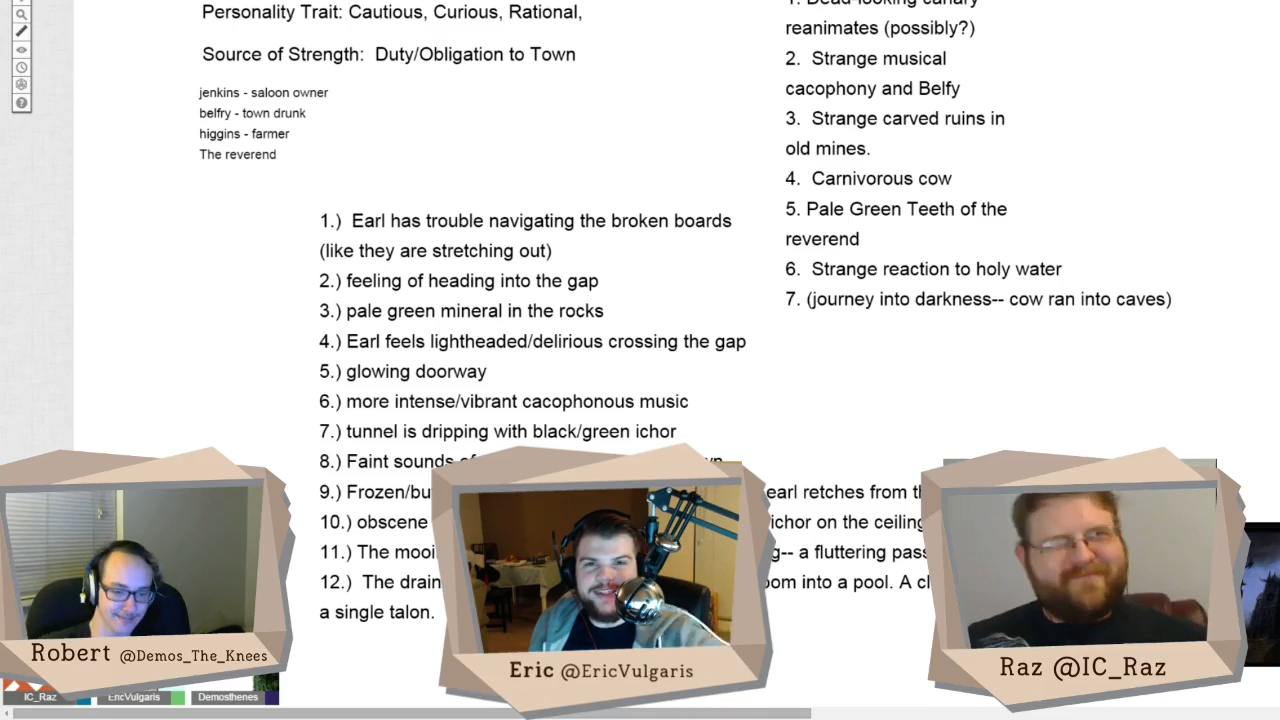 Personality Trait: Cautious, Curious, Rational,
Source of Strength: Duty/Obligation to Town
jenkins - saloon owner
belfry - town drunk
higgins - farmer
The reverend
reanimates (possibly?)
2. Strange musical
cacophony and Belfy
3. Strange carved ruins in
old mines.
4. Carnivorous cow
5. Pale Green Teeth of the
reverend
6. Strange reaction to holy water
7. (journey into darkness-- cow ran into caves)
1.) Earl has trouble navigating the broken boards
(like they are stretching out)
2.) feeling of heading into the gap
3.) pale green mineral in the rocks
4.) Earl feels lightheaded/delirious crossing the gap
5.) glowing doorway
6.) more intense/vibrant cacophonous music
7.) tunnel is dripping with black/green ichor
8.) Faint sounds
9.) Frozen/bu earl retches from
10.) obscene ichor on the ceiling
11.) The mooi -- a fluttering pas
12.) The drain into a pool. A
a single talon.
Robert @Demos_The_Knees
Eric @EricVulgaris
Raz @IC_Raz
IC_Raz
EricVulgaris
Demosthenes